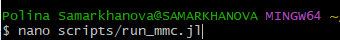 Polina Samarkhanova@SAMARKHANOVA MINGW64 ~
$ nano scripts/run_mmc.jl